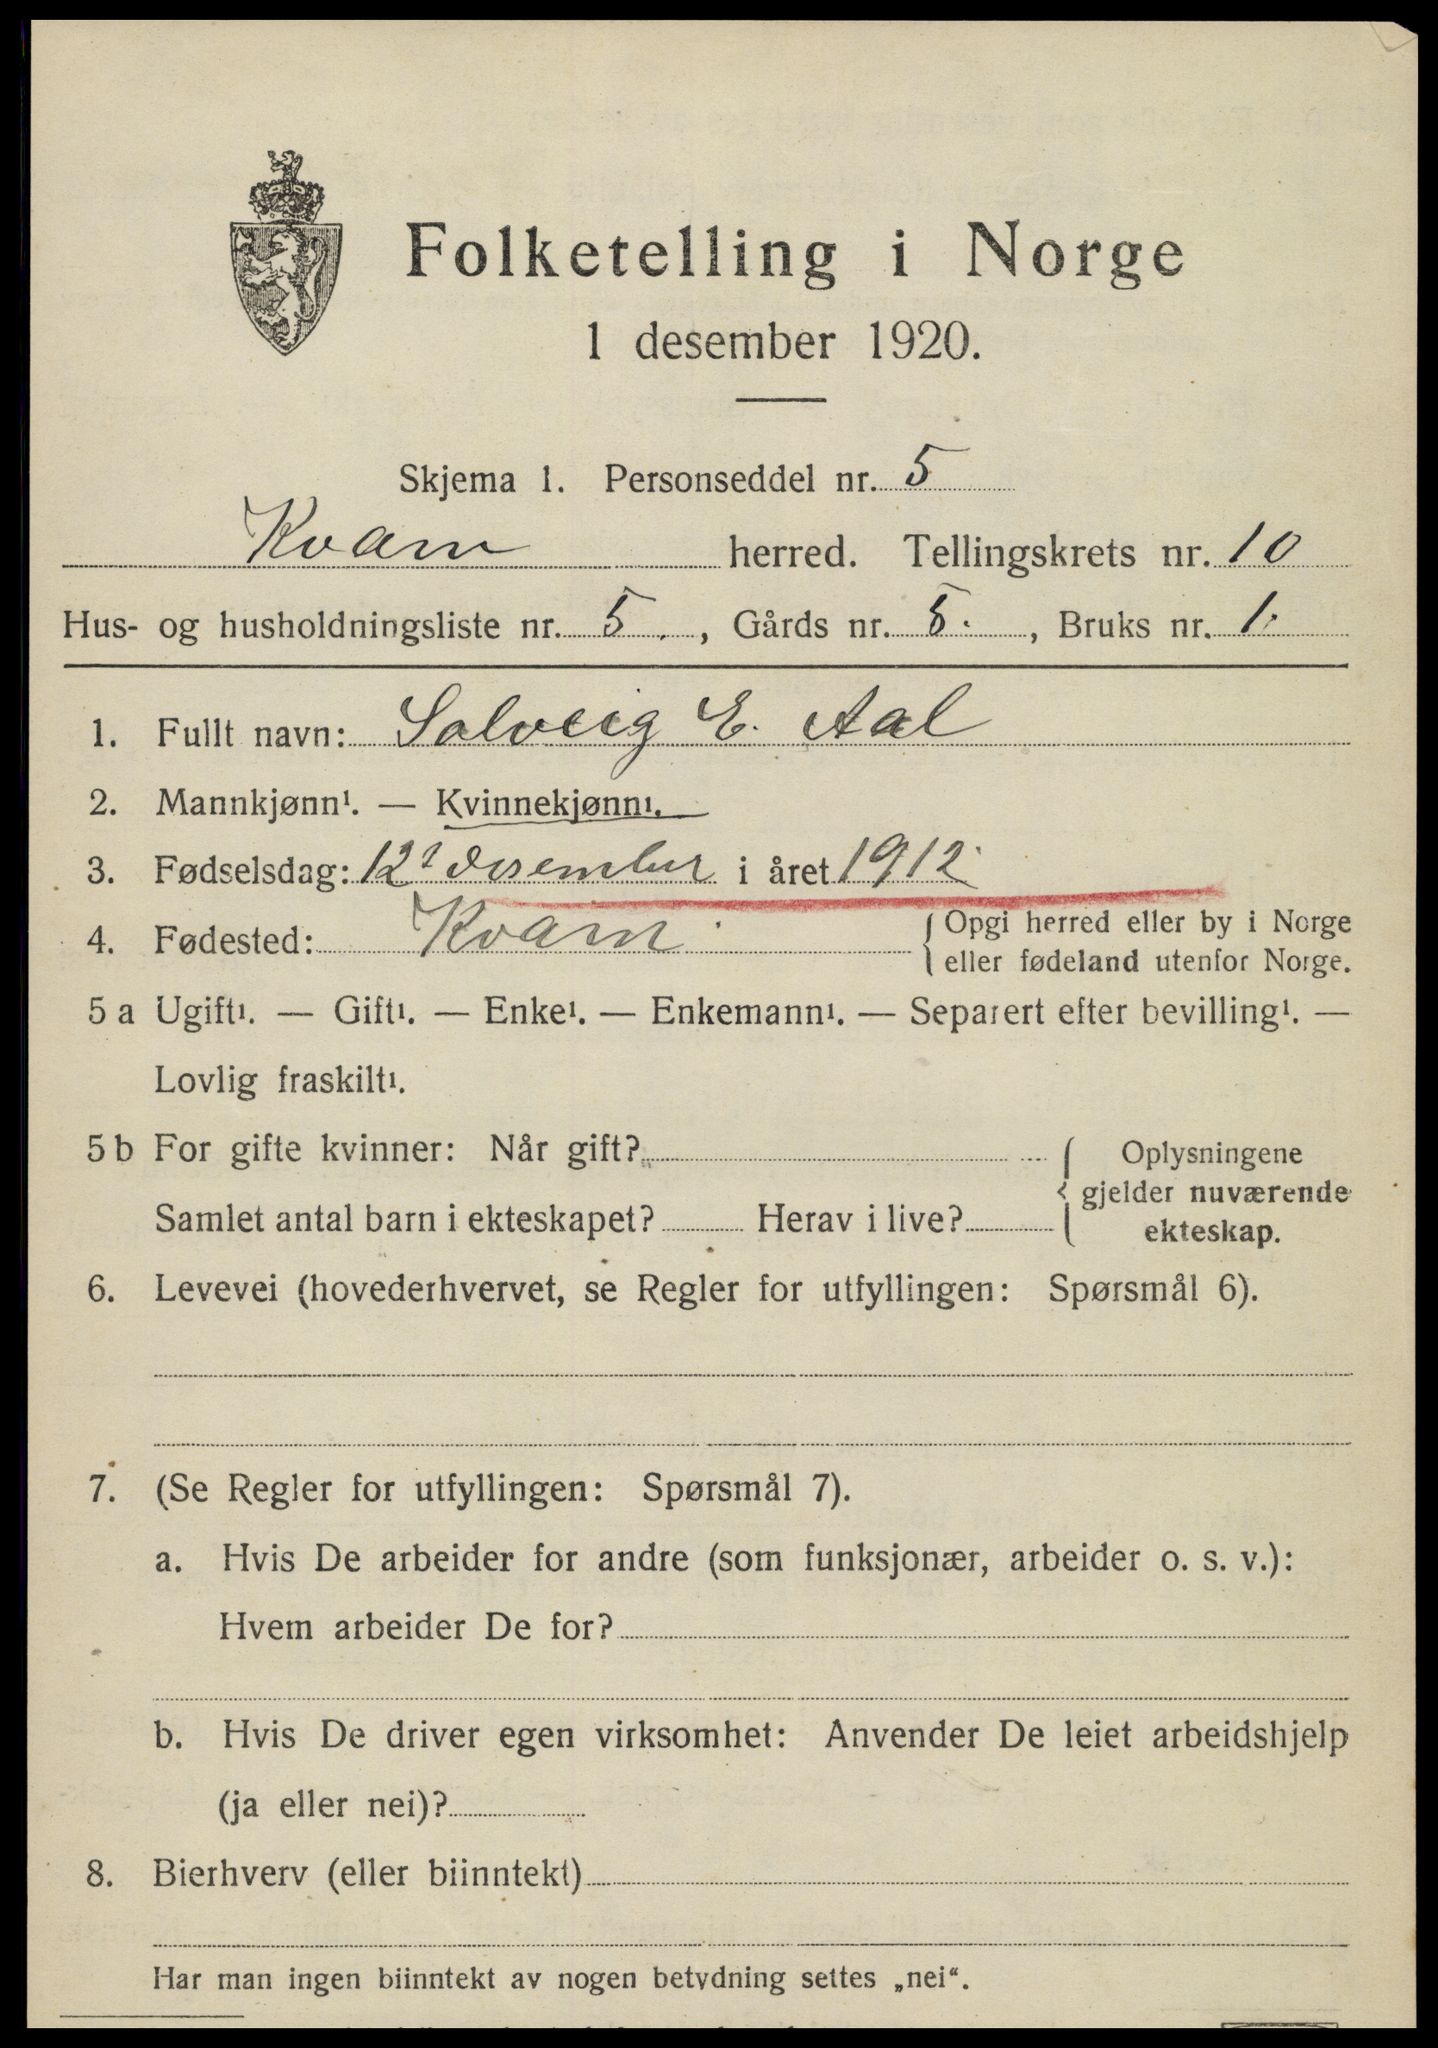 Folketelling i Norge
1 desember 1920.
Skjema 1. Personseddel nr. 5
Kvam herred. Tellingskrets nr. 10
Hus- og husholdningsliste nr. 5. , Gårds nr. 5. , Bruks nr. 1.
1. Fullt navn: Solveig E. Aal
2. Mannkjønn¹. — Kvinnekjønn¹.
3. Fødselsdag: 12 desember i året 1912
4. Fødested: Kvam { Opgi herred eller by i Norge
eller fødeland utenfor Norge.
5 a Ugift¹. — Gift¹. — Enke¹. — Enkemann¹. — Separert efter bevilling¹. —
Lovlig fraskilt¹.
5 b For gifte kvinner: Når gift? { Oplysningene
gjelder nuværende
Samlet antal barn i ekteskapet? Herav i live? ekteskap.
6. Levevei (hovederhvervet, se Regler for utfyllingen: Spørsmål 6).
7. (Se Regler for utfyllingen: Spørsmål 7).
a. Hvis De arbeider for andre (som funksjonær, arbeider o. s. v.):
Hvem arbeider De for?
b. Hvis De driver egen virksomhet: Anvender De leiet arbeidshjelp
(ja eller nei)?
8. Bierhverv (eller biinntekt)
Har man ingen biinntekt av nogen betydning settes „nei“.